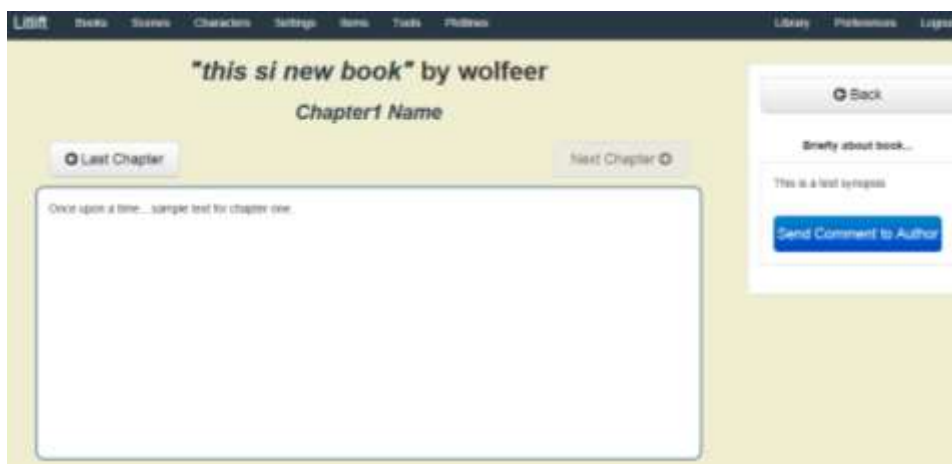 Litlift Books Scenes Characters Settings Items Tools Plotlines Library Preferences Logou
"this si new book" by wolfeer
Chapter1 Name
Back
Last Chapter Next Chapter
Briefly about book...
This is a test synopsis
Once upon a time... sample text for chapter one.
Send Comment to Author